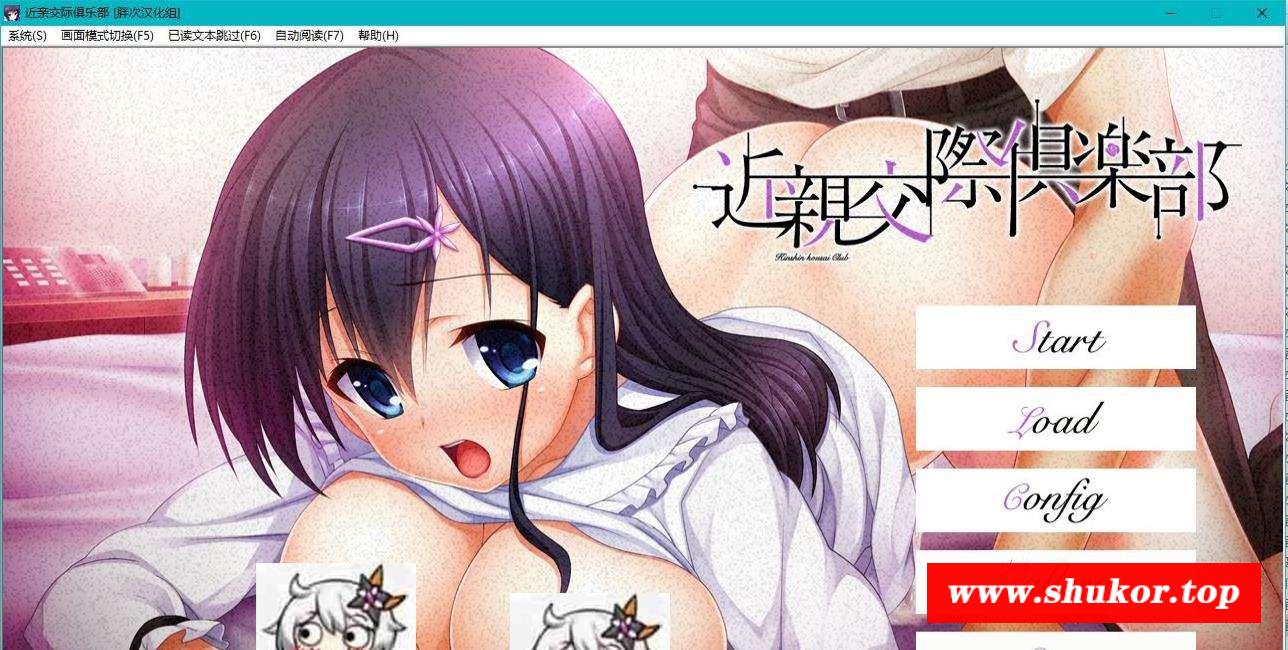 近亲交际俱乐部 [胖次汉化组]
系统(S) 画面模式切换(F5) 已读文本跳过(F6) 自动阅读(F7) 帮助(H)
近親交際倶楽部
Kinshin kousai Club
Start
Load
Config
www.shukor.top